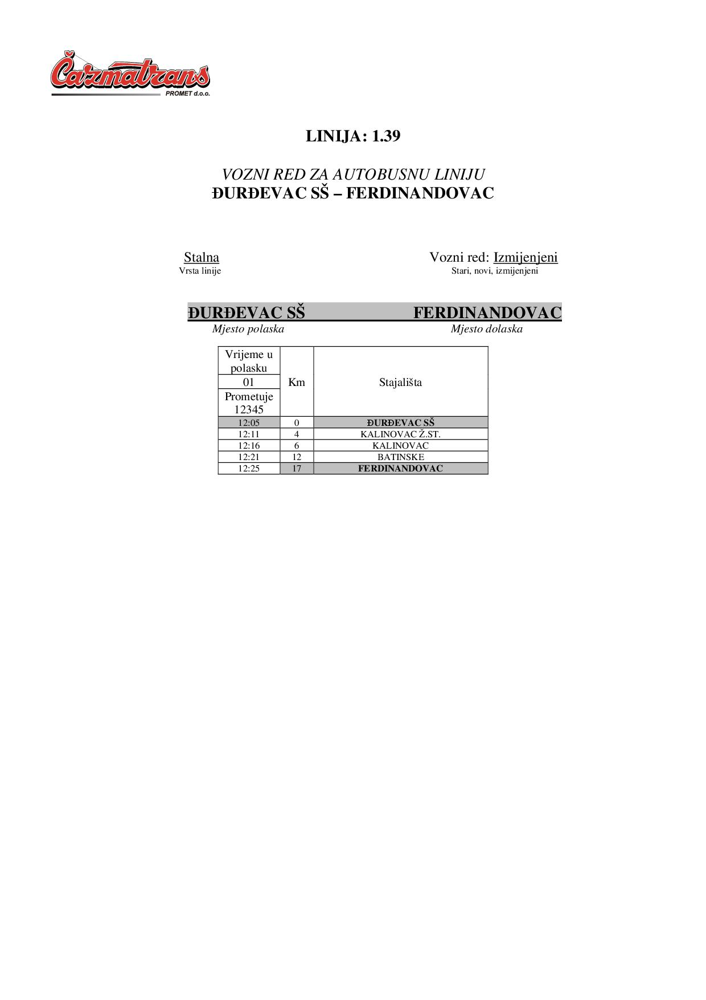 Čazmatrans
PROMET d.o.o.
LINIJA: 1.39
VOZNI RED ZA AUTOBUSNU LINIJU
ĐURĐEVAC SŠ – FERDINANDOVAC
Stalna Vozni red: Izmijenjeni
Vrsta linije Stari, novi, izmijenjeni
ĐURĐEVAC SŠ FERDINANDOVAC
Mjesto polaska Mjesto dolaska
Vrijeme u
polasku
01 Km Stajališta
Prometuje
12345
12:05 0 ĐURĐEVAC SŠ
12:11 4 KALINOVAC Ž.ST.
12:16 6 KALINOVAC
12:21 12 BATINSKE
12:25 17 FERDINANDOVAC